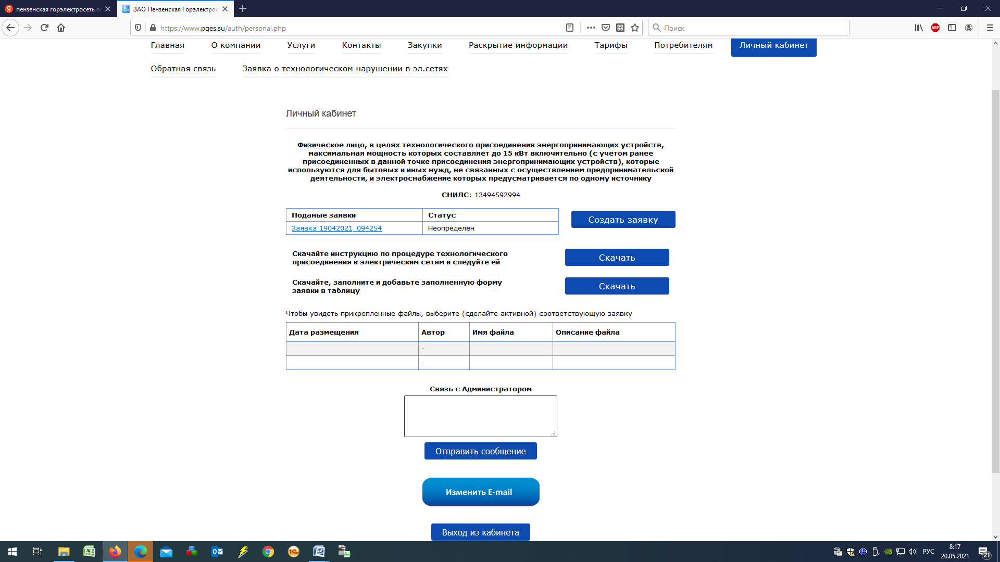 пензенская горэлектросеть о
ЗАО Пензенская Горэлектрос
https://www.pges.su/auth/personal.php
Поиск
ABP
Главная
О компании
Услуги
Контакты
Закупки
Раскрытие информации
Тарифы
Потребителям
Личный кабинет
Обратная связь
Заявка о технологическом нарушении в эл.сетях
Личный кабинет
Физическое лицо, в целях технологического присоединения энергопринимающих устройств,
максимальная мощность которых составляет до 15 кВт включительно (с учетом ранее
присоединенных в данной точке присоединения энергопринимающих устройств), которые
используются для бытовых и иных нужд, не связанных с осуществлением предпринимательской
деятельности, и электроснабжение которых предусматривается по одному источнику
СНИЛС: 13494592994
Поданые заявки
Статус
Заявка 19042021_094254
Неопределён
Создать заявку
Скачайте инструкцию по процедуре технологического
присоединения к электрическим сетям и следуйте ей
Скачать
Скачайте, заполните и добавьте заполненную форму
заявки в таблицу
Скачать
Чтобы увидеть прикрепленные файлы, выберите (сделайте активной) соответствующую заявку
Дата размещения
Автор
Имя файла
Описание файла
-
-
Связь с Администратором
Отправить сообщение
Изменить E-mail
Выход из кабинета
РУС
8:17
20.05.2021
21